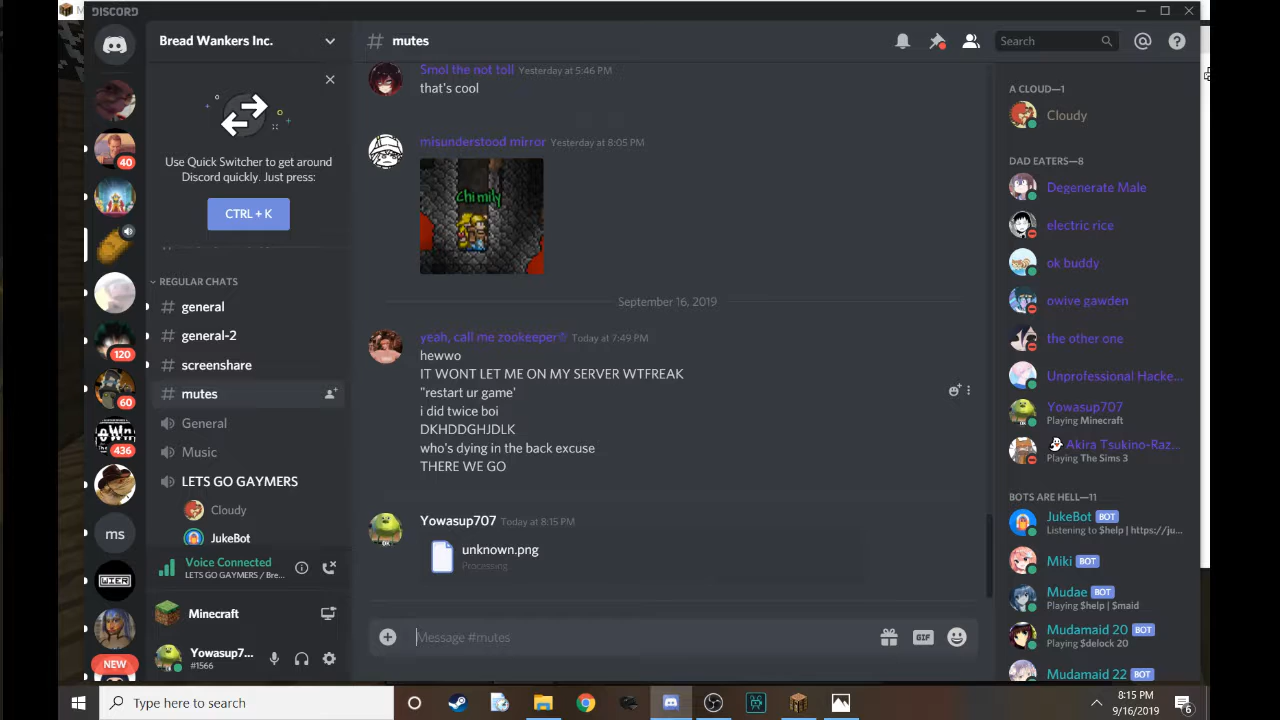 DISCORD
Bread Wankers Inc.
# mutes
Search
Use Quick Switcher to get around
Discord quickly. Just press:
CTRL + K
REGULAR CHATS
# general
# general-2
# screenshare
# mutes
General
Music
LETS GO GAYMERS
Cloudy
JukeBot
Voice Connected
LETS GO GAYMERS / Bre...
Minecraft
Yowasup7...
#1566
40
120
60
436
ms
WIER
NEW
Smol the not toll Yesterday at 5:46 PM
that's cool
misunderstood mirror Yesterday at 8:05 PM
Chimily
September 16, 2019
yeah, call me zookeeper Today at 7:49 PM
hewwo
IT WONT LET ME ON MY SERVER WTFREAK
"restart ur game'
i did twice boi
DKHDDGHJDLK
who's dying in the back excuse
THERE WE GO
Yowasup707 Today at 8:15 PM
unknown.png
Processing
Message #mutes
GIF
A CLOUD—1
Cloudy
DAD EATERS—8
Degenerate Male
electric rice
ok buddy
owive gawden
the other one
Unprofessional Hacke...
Yowasup707
Playing Minecraft
Akira Tsukino-Raz...
Playing The Sims 3
BOTS ARE HELL—11
JukeBot BOT
Listening to $help | https://ju...
Miki BOT
Mudae BOT
Playing $help | $maid
Mudamaid 20 BOT
Playing $delock 20
Mudamaid 22 BOT
Type here to search
8:15 PM
9/16/2019
6